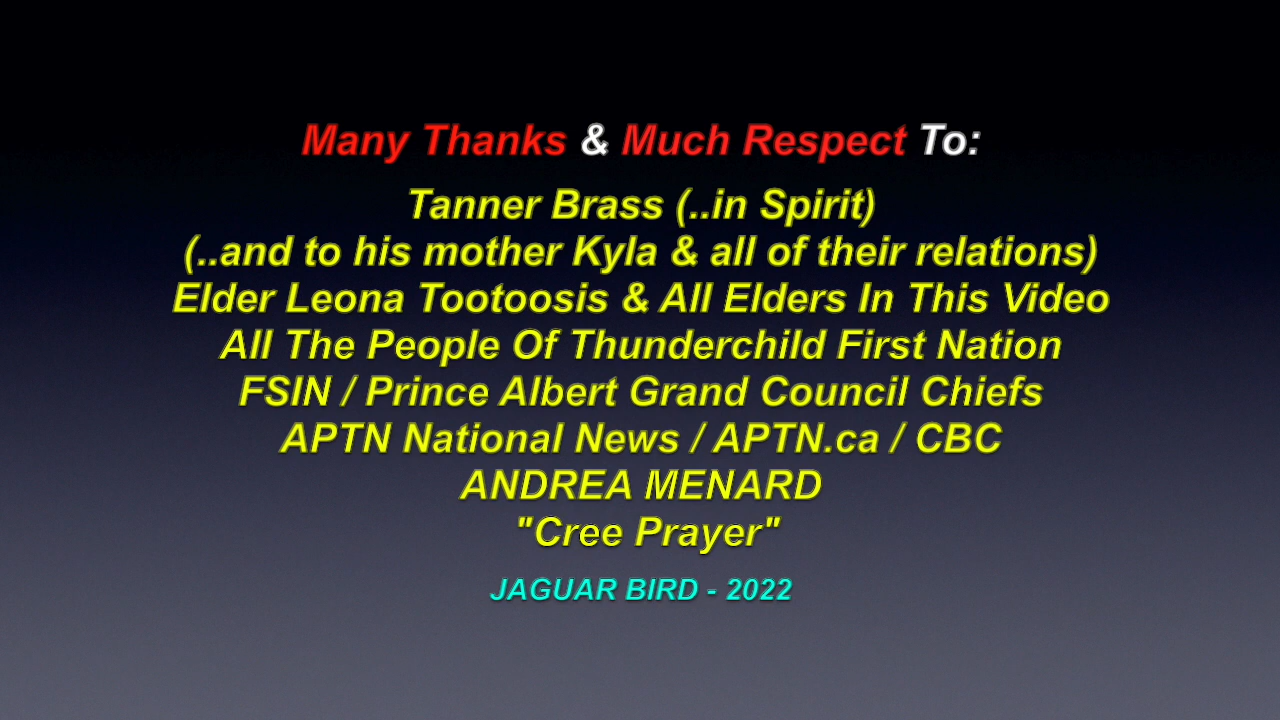 Many Thanks & Much Respect To:
Tanner Brass (..in Spirit)
(..and to his mother Kyla & all of their relations)
Elder Leona Tootoosis & All Elders In This Video
All The People Of Thunderchild First Nation
FSIN / Prince Albert Grand Council Chiefs
APTN National News / APTN.ca / CBC
ANDREA MENARD
"Cree Prayer"
JAGUAR BIRD - 2022